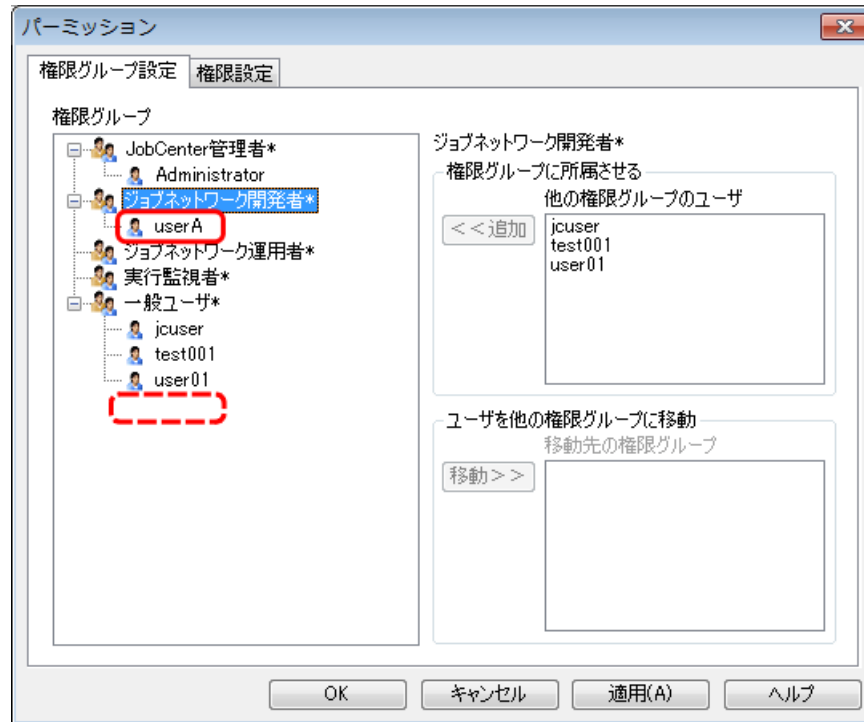 パーミッション
権限グループ設定
権限設定
権限グループ
JobCenter管理者*
Administrator
ジョブネットワーク開発者*
userA
ジョブネットワーク運用者*
実行監視者*
一般ユーザ*
jcuser
test001
user01
ジョブネットワーク開発者*
権限グループに所属させる
他の権限グループのユーザ
<<追加
jcuser
test001
user01
ユーザを他の権限グループに移動
移動先の権限グループ
移動>>
OK
キャンセル
適用(A)
ヘルプ